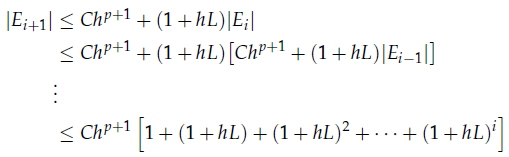 |E_{i+1}| ≤ Ch^{p+1} + (1 + hL)|E_i|
≤ Ch^{p+1} + (1 + hL)[Ch^{p+1} + (1 + hL)|E_{i−1}|]
⋮
≤ Ch^{p+1} [1 + (1 + hL) + (1 + hL)^2 + ⋯ + (1 + hL)^i]